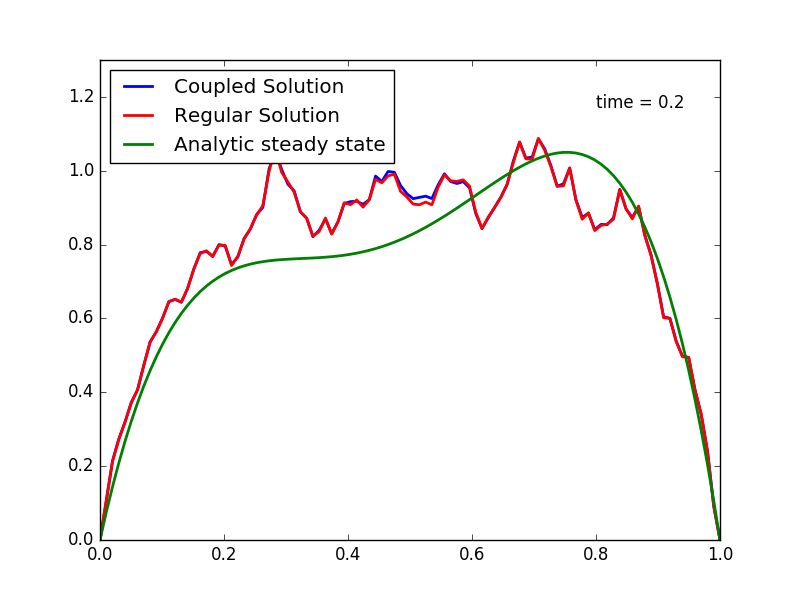 Coupled Solution
Regular Solution
Analytic steady state
time = 0.2
1.2
1.0
0.8
0.6
0.4
0.2
0.0
0.0 0.2 0.4 0.6 0.8 1.0